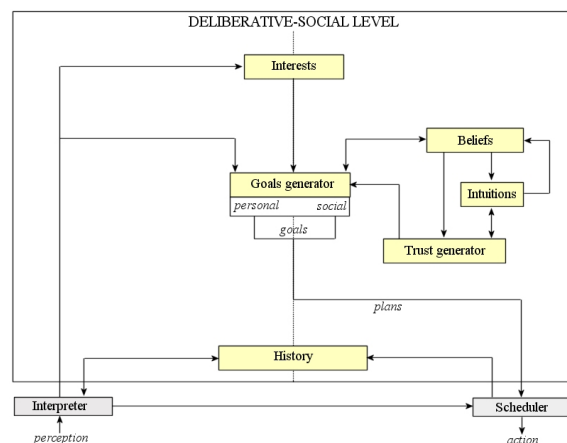 DELIBERATIVE-SOCIAL LEVEL
Interests
Beliefs
Goals generator
Intuitions
personal social
goals
Trust generator
plans
History
Interpreter
Scheduler
perception
action